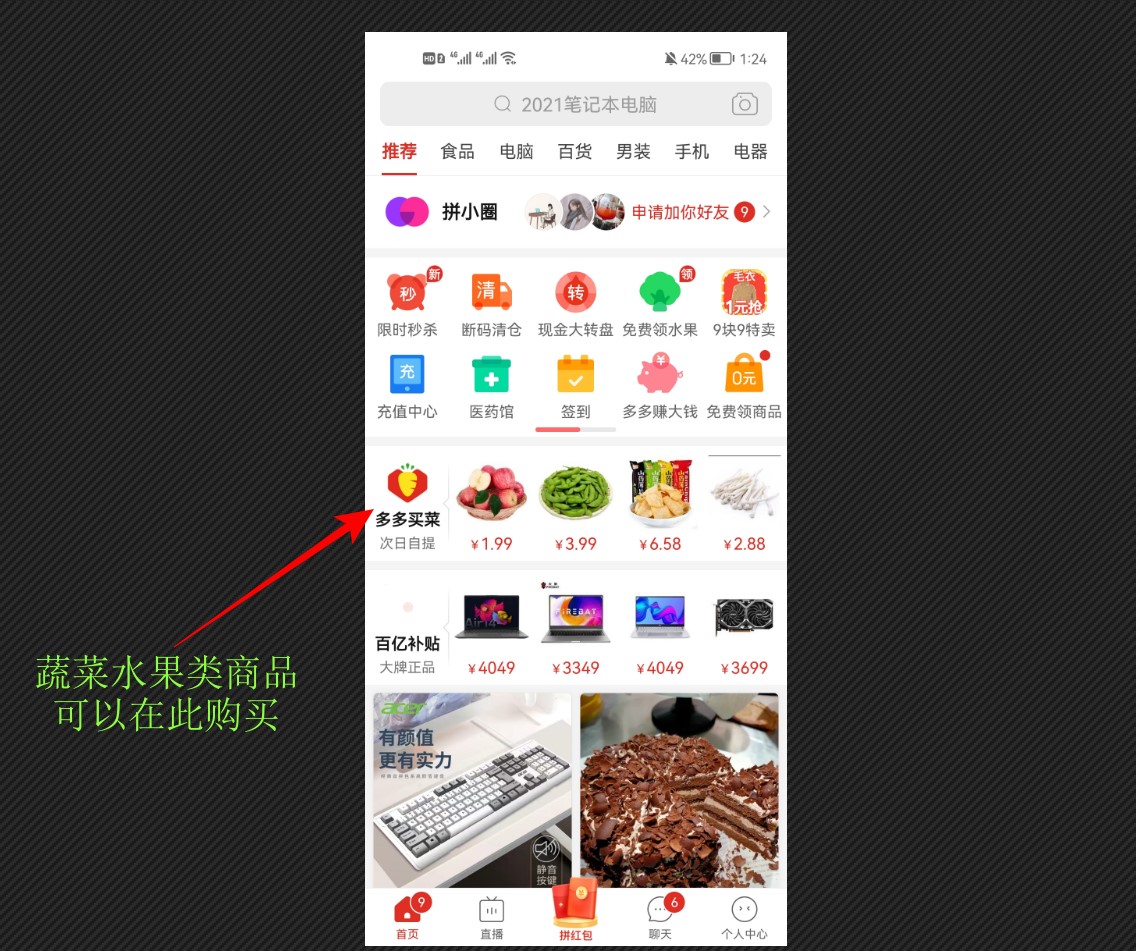 HD 2 4G 4G 42% 1:24
2021笔记本电脑
推荐 食品 电脑 百货 男装 手机 电器
拼小圈 申请加你好友 9
新 领 毛衣
秒 清 转 1元抢
限时秒杀 断码清仓 现金大转盘 免费领水果 9块9特卖
充 ¥ 0元
充值中心 医药馆 签到 多多赚大钱 免费领商品
多多买菜
次日自提 ¥1.99 ¥3.99 ¥6.58 ¥2.88
Air14 FIREBAT
百亿补贴
大牌正品 ¥4049 ¥3349 ¥4049 ¥3699
蔬菜水果类商品
可以在此购买
acer
有颜值
更有实力
静音
按键
9 6
首页 直播 拼红包 聊天 个人中心